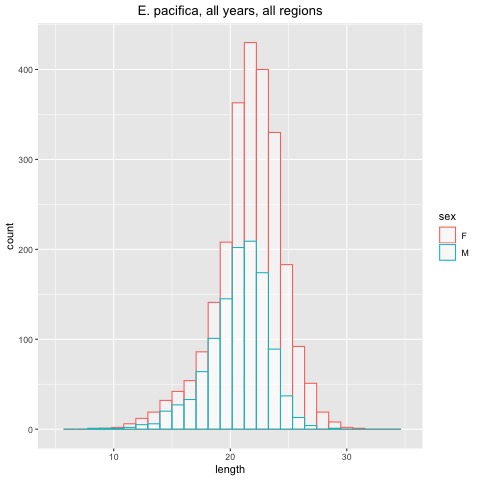 E. pacifica, all years, all regions
count
400
300
200
100
0
10
20
30
length
sex
F
M